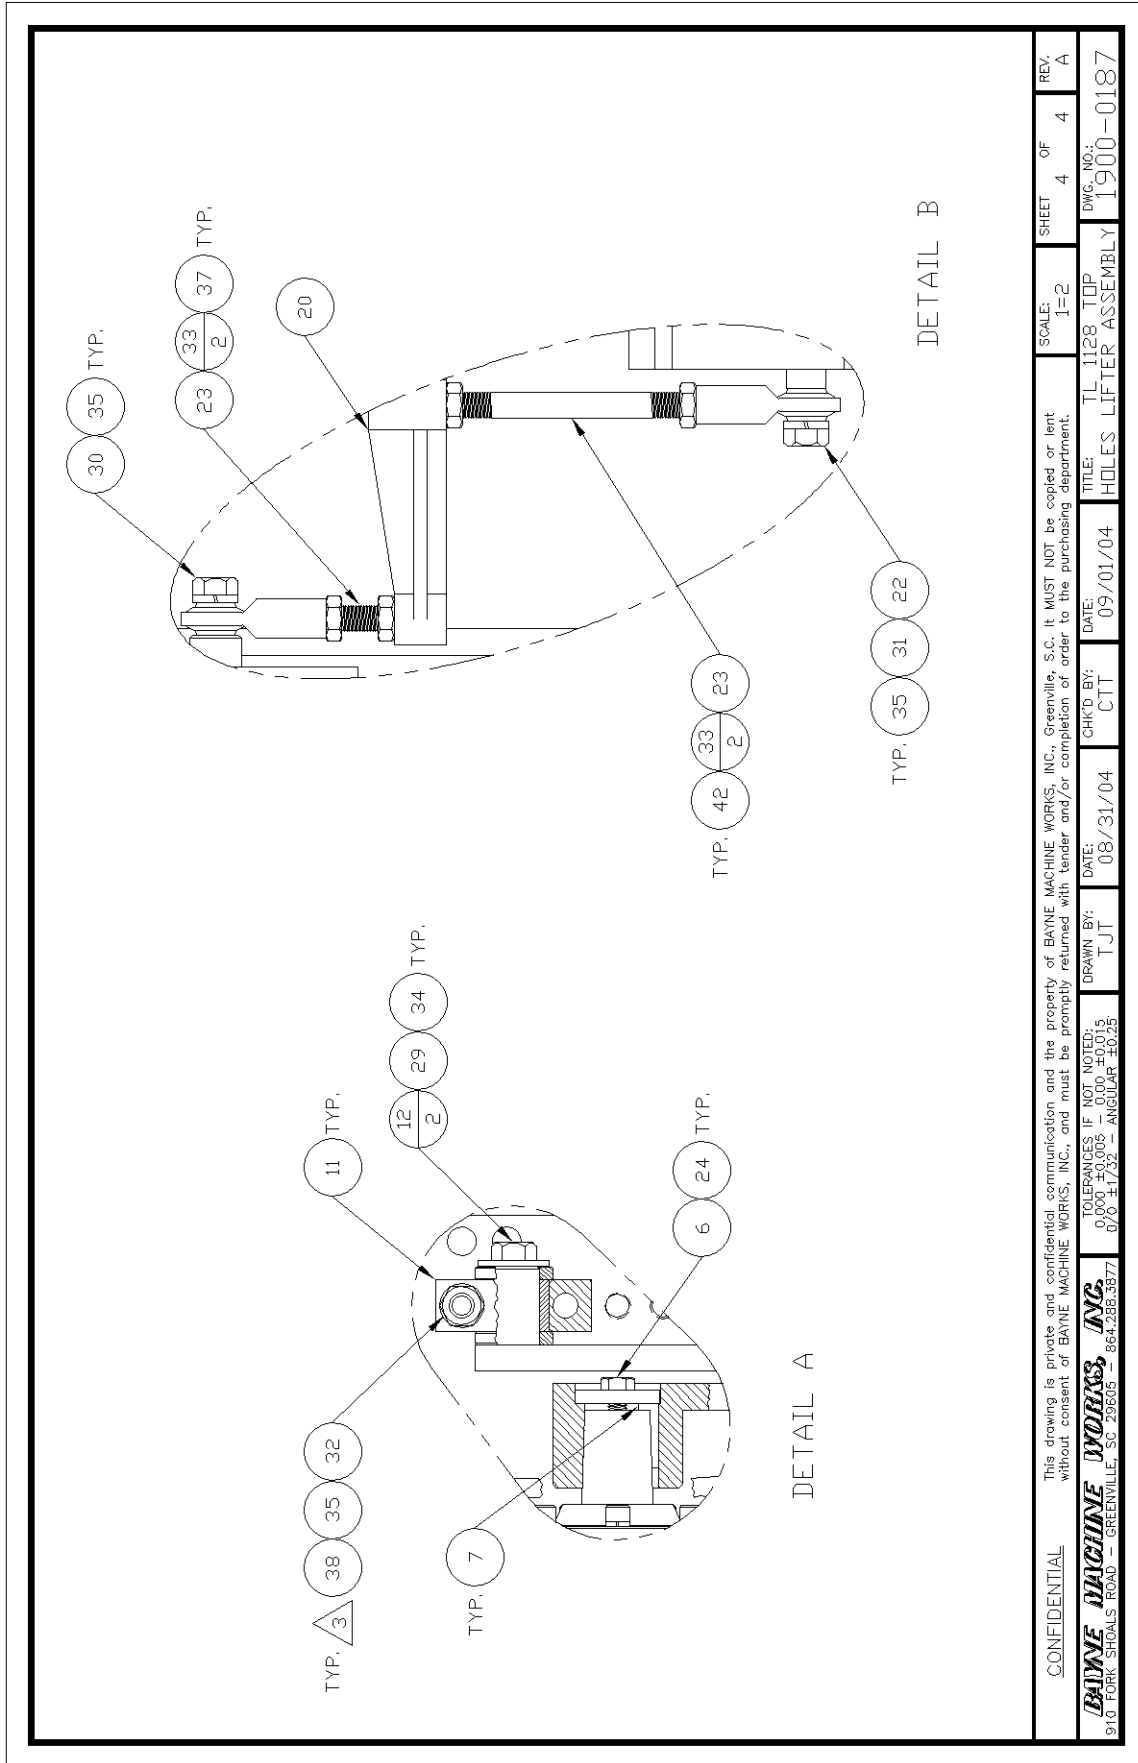 TYP. 3 38 35 32
11 TYP.
12
2 29 34 TYP.
TYP. 7
6 24 TYP.
DETAIL A
30 35 TYP.
23 33
2 37 TYP.
20
TYP. 42 33
2 23
TYP. 35 31 22
DETAIL B
CONFIDENTIAL
This drawing is private and confidential communication and the property of BAYNE MACHINE WORKS, INC., Greenville, S.C. It MUST NOT be copied or lent
without consent of BAYNE MACHINE WORKS, INC., and must be promptly returned with tender and/or completion of order to the purchasing department.
SCALE:
1=2
SHEET 4 OF 4
REV.
A
BAYNE MACHINE WORKS, INC.
910 FORK SHOALS ROAD - GREENVILLE, SC 29605 - 864.288.3877
TOLERANCES IF NOT NOTED:
0.000 ±0.005 - 0.00 ±0.015
0/0 ±1/32 - ANGULAR ±0.25
DRAWN BY:
TJT
DATE:
08/31/04
CHK'D BY:
CTT
DATE:
09/01/04
TITLE: TL 1128 TOP
HOLES LIFTER ASSEMBLY
DWG. NO.:
1900-0187